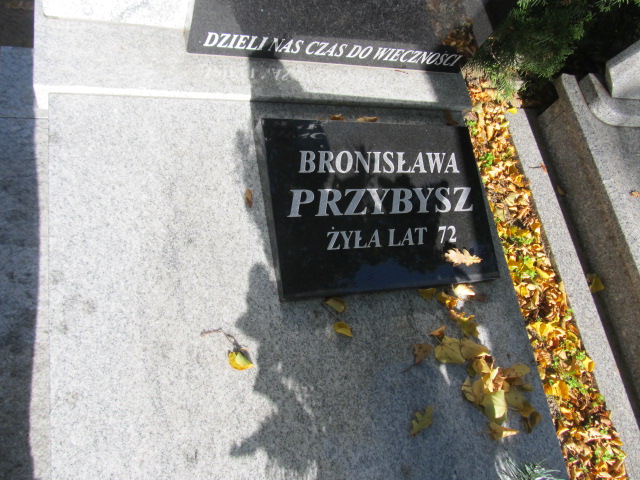 DZIELI NAS CZAS DO WIECZNOŚCI
BRONISŁAWA
PRZYBYSZ
ŻYŁA LAT 72